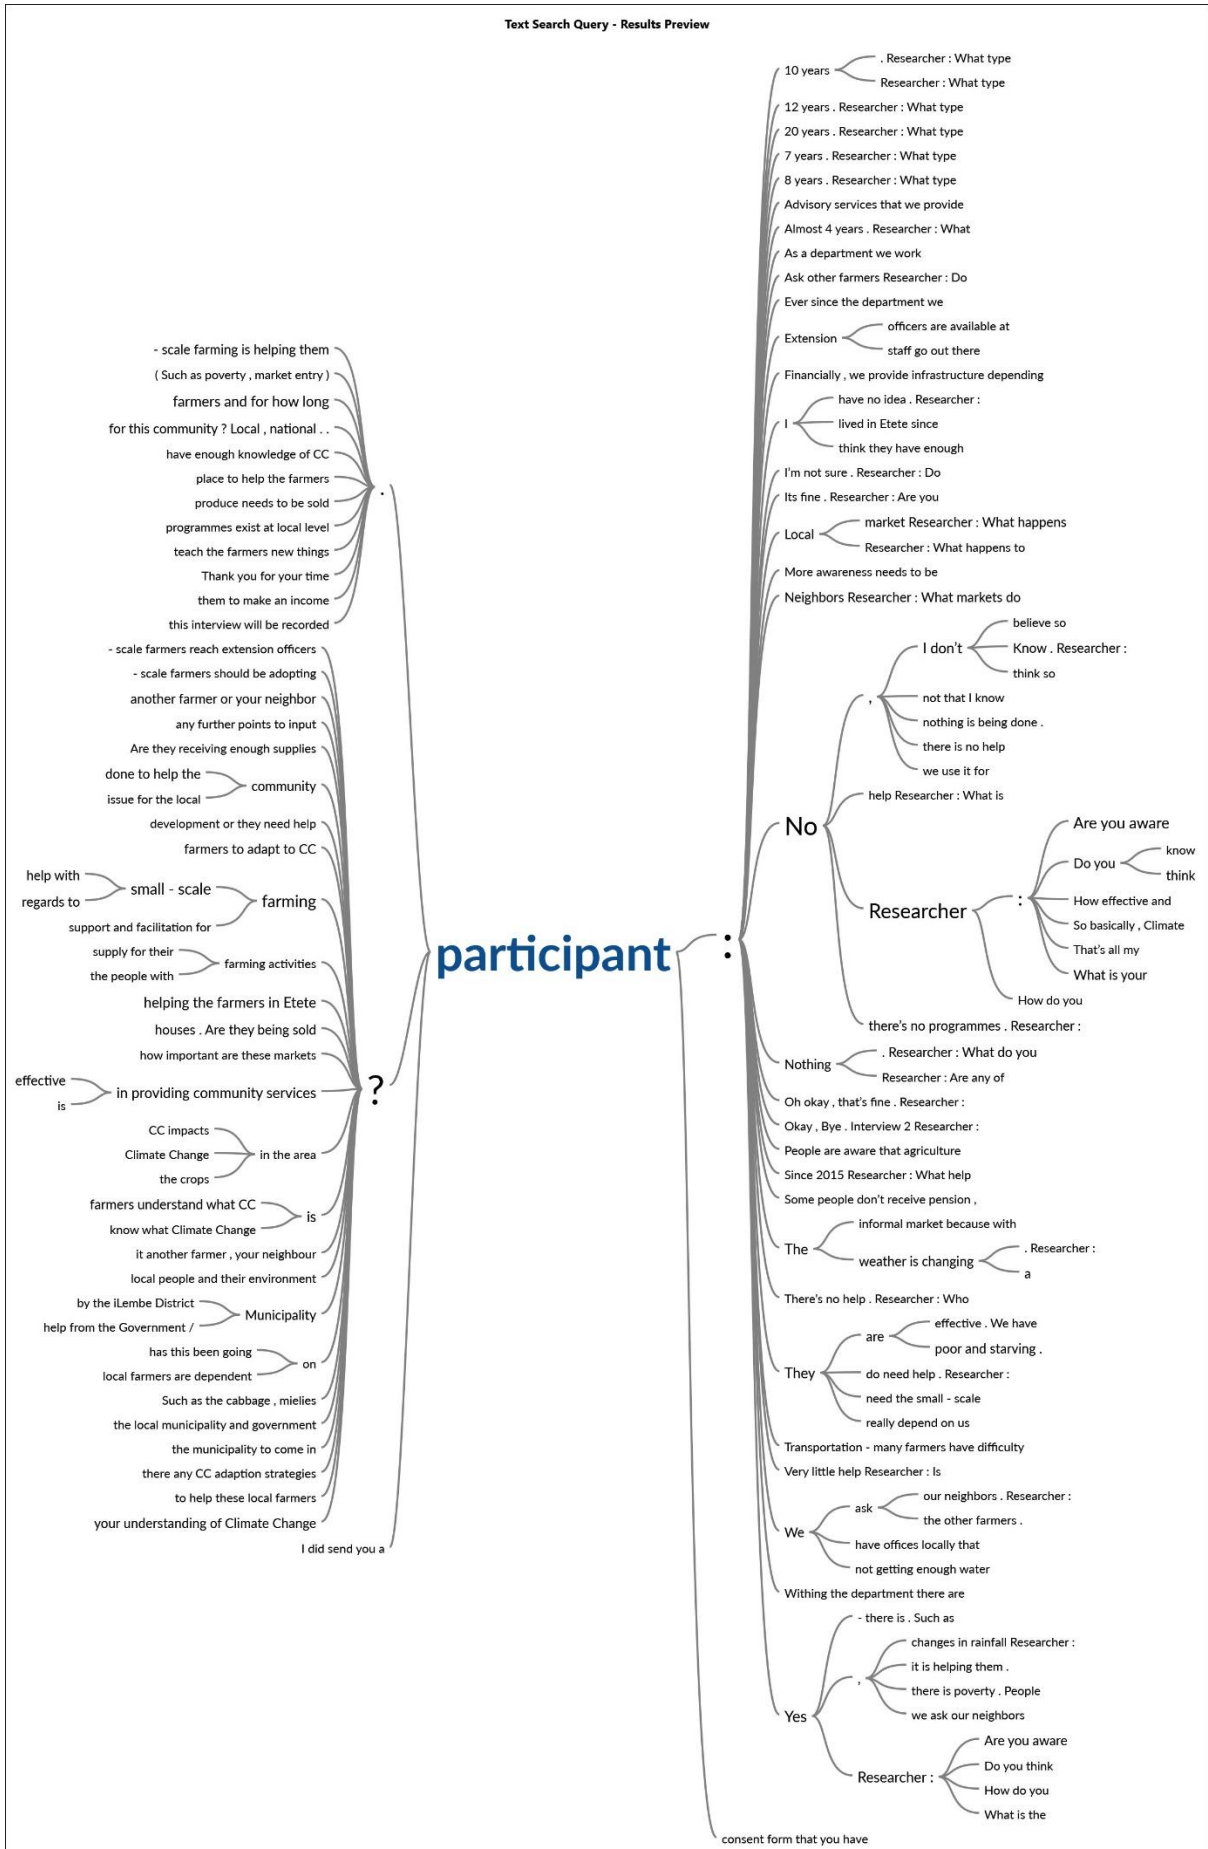 Text Search Query - Results Preview
- scale farming is helping them
( Such as poverty , market entry )
farmers and for how long
for this community ? Local , national . .
have enough knowledge of CC
place to help the farmers
produce needs to be sold
programmes exist at local level
teach the farmers new things
Thank you for your time
them to make an income
this interview will be recorded
.
- scale farmers reach extension officers
- scale farmers should be adopting
another farmer or your neighbor
any further points to input
Are they receiving enough supplies
done to help the
issue for the local
community
development or they need help
farmers to adapt to CC
help with
regards to
small - scale
support and facilitation for
farming
supply for their
the people with
farming activities
helping the farmers in Etete
houses . Are they being sold
how important are these markets
effective
is
in providing community services
CC impacts
Climate Change
the crops
in the area
farmers understand what CC
know what Climate Change
is
it another farmer , your neighbour
local people and their environment
by the iLembe District
help from the Government /
Municipality
has this been going
local farmers are dependent
on
Such as the cabbage , mielies
the local municipality and government
the municipality to come in
there any CC adaption strategies
to help these local farmers
your understanding of Climate Change
?
I did send you a
participant
:
10 years
. Researcher : What type
Researcher : What type
12 years . Researcher : What type
20 years . Researcher : What type
7 years . Researcher : What type
8 years . Researcher : What type
Advisory services that we provide
Almost 4 years . Researcher : What
As a department we work
Ask other farmers Researcher : Do
Ever since the department we
Extension
officers are available at
staff go out there
Financially , we provide infrastructure depending
I
have no idea . Researcher :
lived in Etete since
think they have enough
I'm not sure . Researcher : Do
Its fine . Researcher : Are you
Local
market Researcher : What happens
Researcher : What happens to
More awareness needs to be
Neighbors Researcher : What markets do
No
,
I don't
believe so
Know . Researcher :
think so
not that I know
nothing is being done .
there is no help
we use it for
help Researcher : What is
Researcher
:
Are you aware
Do you
know
think
How effective and
So basically , Climate
That's all my
What is your
How do you
there's no programmes . Researcher :
Nothing
. Researcher : What do you
Researcher : Are any of
Oh okay , that's fine . Researcher :
Okay , Bye . Interview 2 Researcher :
People are aware that agriculture
Since 2015 Researcher : What help
Some people don't receive pension ,
The
informal market because with
weather is changing
. Researcher :
a
There's no help . Researcher : Who
They
are
effective . We have
poor and starving .
do need help . Researcher :
need the small - scale
really depend on us
Transportation - many farmers have difficulty
Very little help Researcher : Is
We
ask
our neighbors . Researcher :
the other farmers .
have offices locally that
not getting enough water
Withing the department there are
Yes
- there is . Such as
,
changes in rainfall Researcher :
it is helping them .
there is poverty . People
we ask our neighbors
Researcher :
Are you aware
Do you think
How do you
What is the
consent form that you have